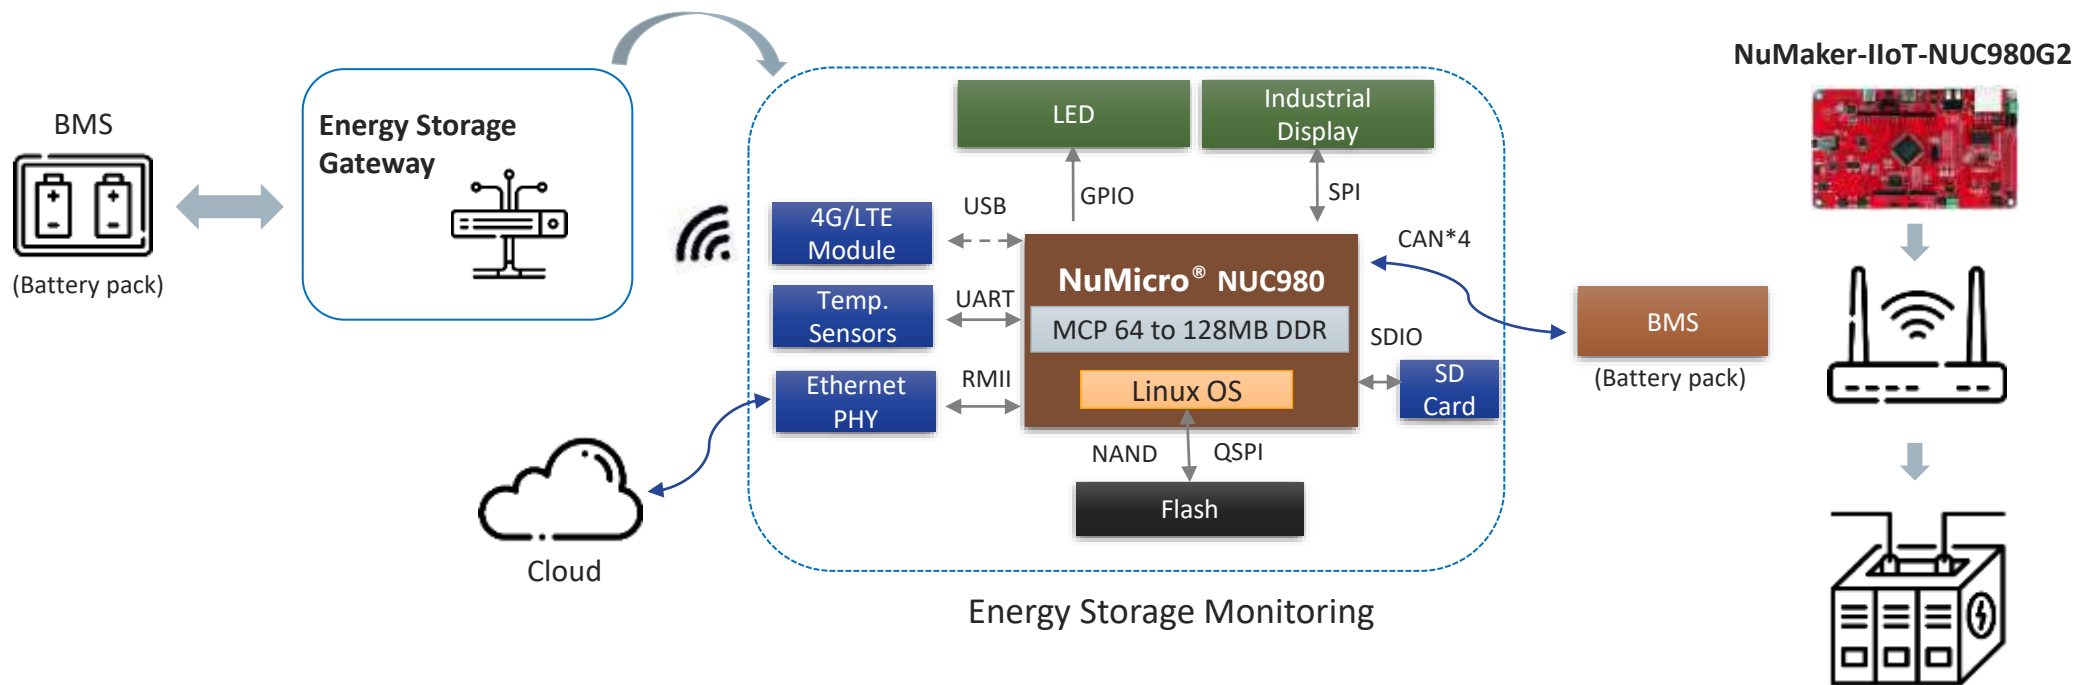 NuMaker-IIoT-NUC980G2
BMS
(Battery pack)
Energy Storage
Gateway
LED
Industrial
Display
GPIO
SPI
4G/LTE
Module
USB
Temp.
Sensors
UART
Ethernet
PHY
RMII
NuMicro® NUC980
MCP 64 to 128MB DDR
Linux OS
CAN*4
SDIO
SD
Card
BMS
(Battery pack)
NAND
QSPI
Flash
Cloud
Energy Storage Monitoring